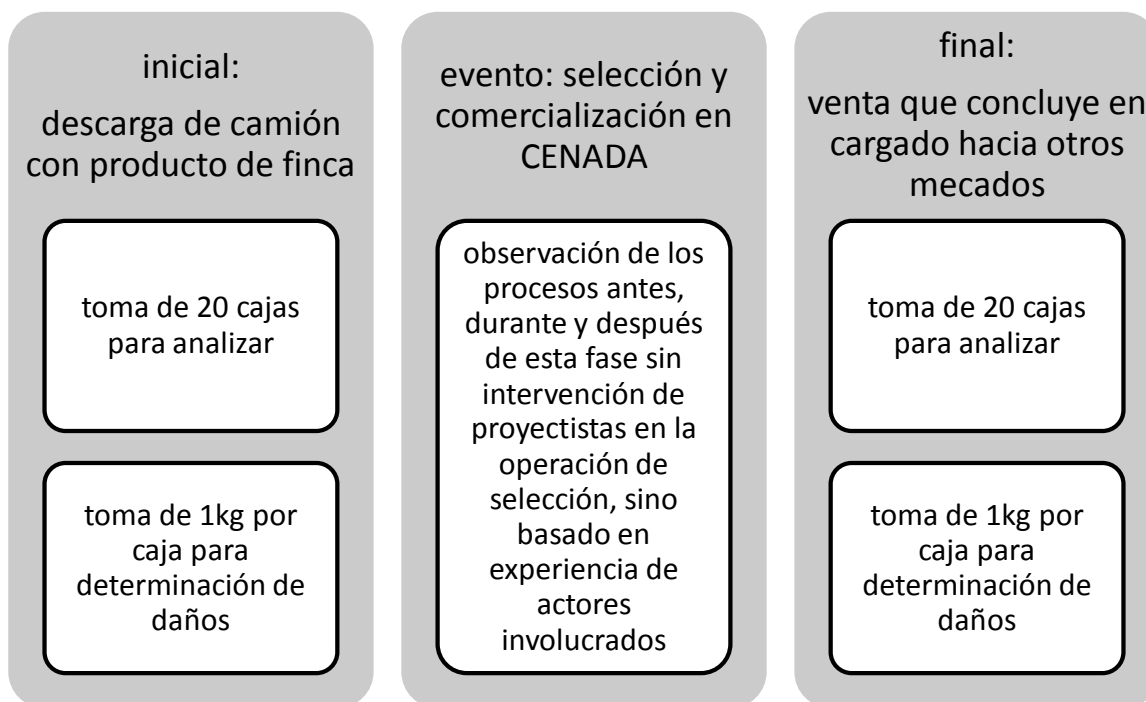 inicial:
descarga de camión
con producto de finca
toma de 20 cajas
para analizar
toma de 1kg por
caja para
determinación de
daños
evento: selección y
comercialización en
CENADA
observación de los
procesos antes,
durante y después
de esta fase sin
intervención de
proyectistas en la
operación de
selección, sino
basado en
experiencia de
actores
involucrados
final:
venta que concluye en
cargado hacia otros
mecados
toma de 20 cajas
para analizar
toma de 1kg por
caja para
determinación de
daños